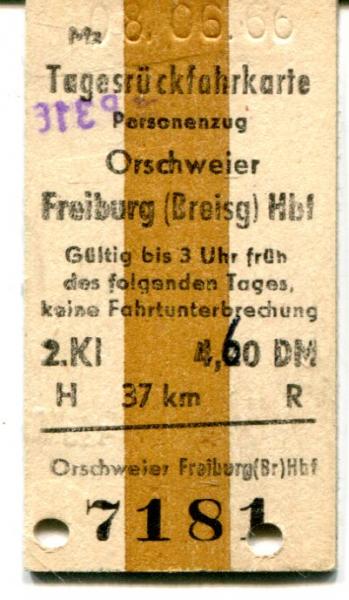 Mz 08.06.66
Tagesrückfahrkarte
Personenzug
Orschweier
Freiburg (Breisg) Hbf
Gültig bis 3 Uhr früh
des folgenden Tages,
keine Fahrtunterbrechung
2.Kl 4,60 DM
H 37 km R
Orschweier Freiburg(Br)Hbf
7181